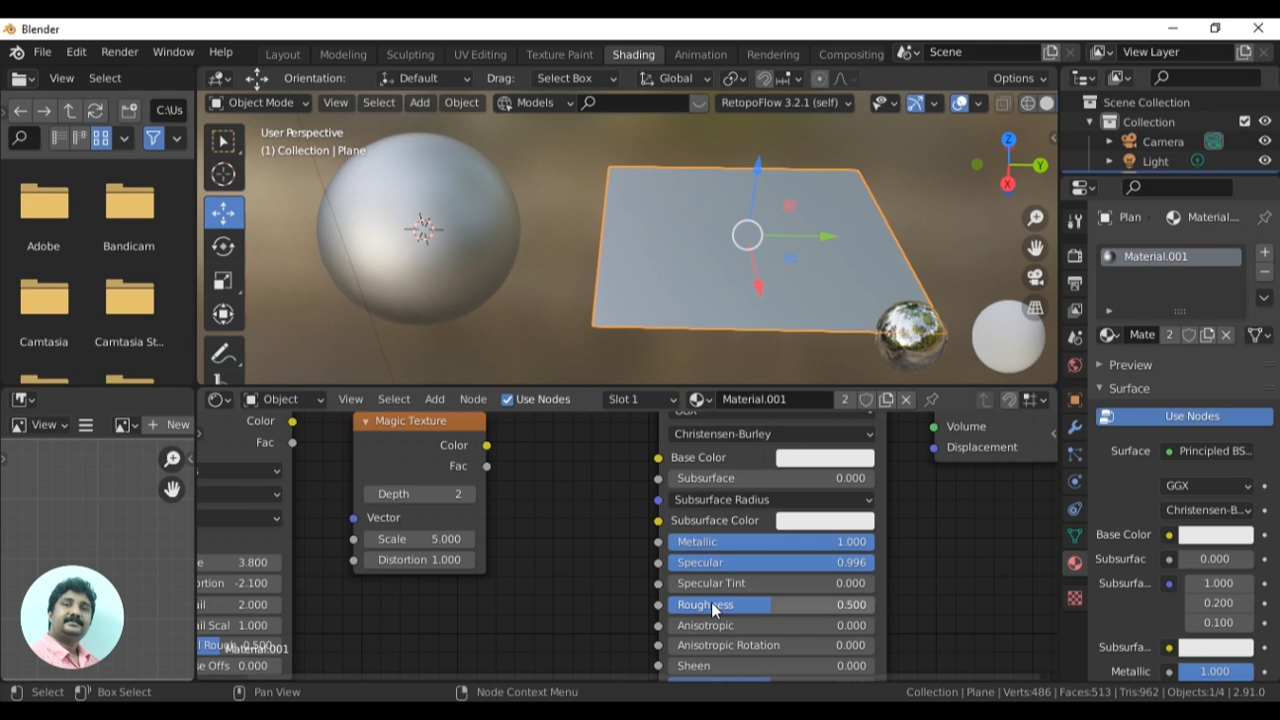 Blender
File Edit Render Window Help Layout Modeling Sculpting UV Editing Texture Paint Shading Animation Rendering Compositing Scene View Layer
View Select Orientation: Default Drag: Select Box Global Options
C:\Us Object Mode View Select Add Object Models RetopoFlow 3.2.1 (self) Scene Collection
Collection
Camera
Light
User Perspective
(1) Collection | Plane
X
Y
Z
Adobe Bandicam
Camtasia Camtasia St...
Plan Material...
Material.001
Mate 2
Preview
Surface
Use Nodes
Surface Principled BS...
GGX
Christensen-B...
Base Color
Subsurfac 0.000
Subsurfa... 1.000
0.200
0.100
Subsurfa...
Metallic 1.000
View New
Object View Select Add Node Use Nodes Slot 1 Material.001 2
Color
Fac
3.800
ortion -2.100
2.000
Scal 1.000
Roug 0.500
Material.001
Offs 0.000
Magic Texture
Color
Fac
Depth 2
Vector
Scale 5.000
Distortion 1.000
GGX
Christensen-Burley
Base Color
Subsurface 0.000
Subsurface Radius
Subsurface Color
Metallic 1.000
Specular 0.996
Specular Tint 0.000
Roughness 0.500
Anisotropic 0.000
Anisotropic Rotation 0.000
Sheen 0.000
Volume
Displacement
Select Box Select Pan View Node Context Menu Collection | Plane | Verts:486 | Faces:513 | Tris:962 | Objects:1/4 | 2.91.0